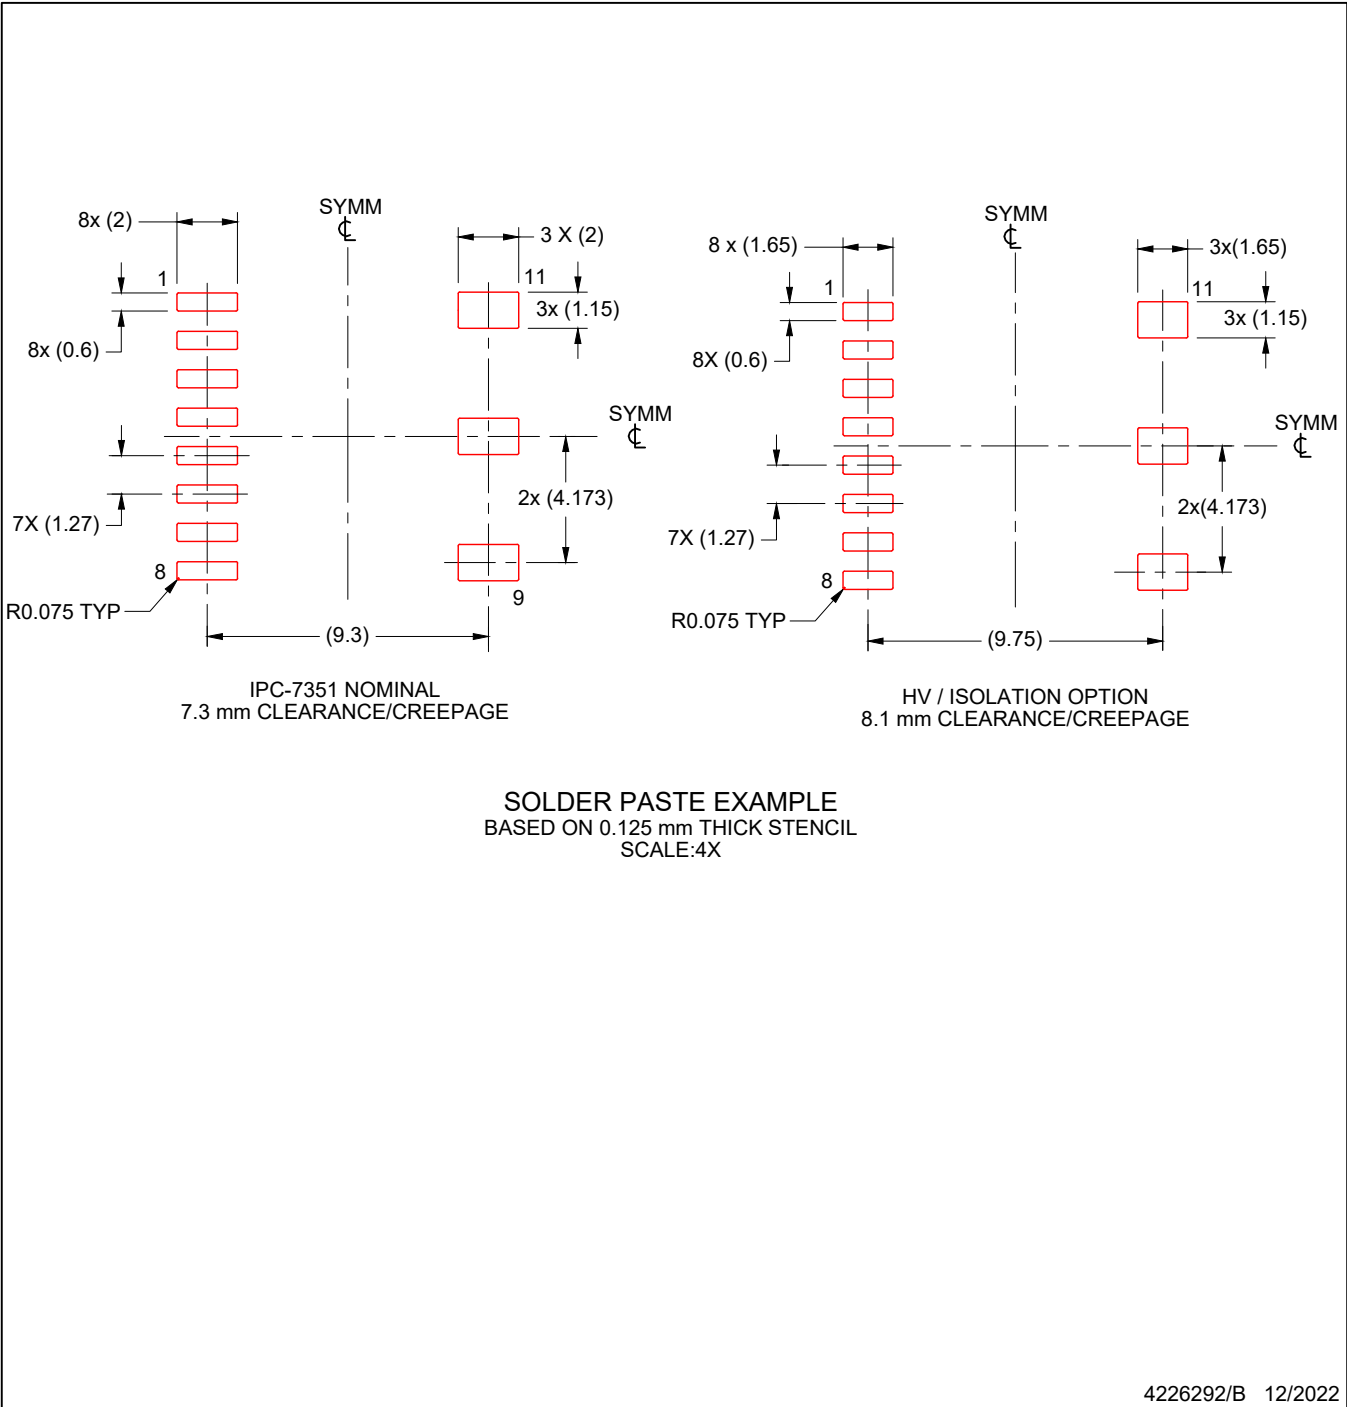 SYMM
℄
8x (2)
3 X (2)
1
11
3x (1.15)
8x (0.6)
SYMM
℄
2x (4.173)
7X (1.27)
8
9
R0.075 TYP
(9.3)
IPC-7351 NOMINAL
7.3 mm CLEARANCE/CREEPAGE
SYMM
℄
8 x (1.65)
3x(1.65)
1
11
3x (1.15)
8X (0.6)
SYMM
℄
2x(4.173)
7X (1.27)
8
R0.075 TYP
(9.75)
HV / ISOLATION OPTION
8.1 mm CLEARANCE/CREEPAGE
SOLDER PASTE EXAMPLE
BASED ON 0.125 mm THICK STENCIL
SCALE:4X
4226292/B 12/2022